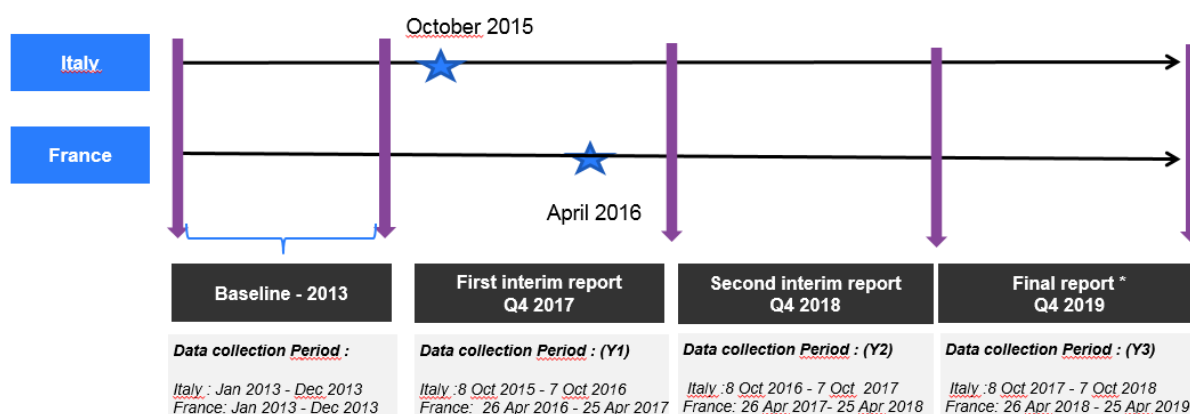 October 2015
Italy
France
April 2016
Baseline - 2013
First interim report
Q4 2017
Second interim report
Q4 2018
Final report *
Q4 2019
Data collection Period :
Italy : Jan 2013 - Dec 2013
France: Jan 2013 - Dec 2013
Data collection Period : (Y1)
Italy :8 Oct 2015 - 7 Oct 2016
France: 26 Apr 2016 - 25 Apr 2017
Data collection Period : (Y2)
Italy :8 Oct 2016 - 7 Oct 2017
France: 26 Apr 2017- 25 Apr 2018
Data collection Period : (Y3)
Italy :8 Oct 2017 - 7 Oct 2018
France: 26 Apr 2018 - 25 Apr 2019